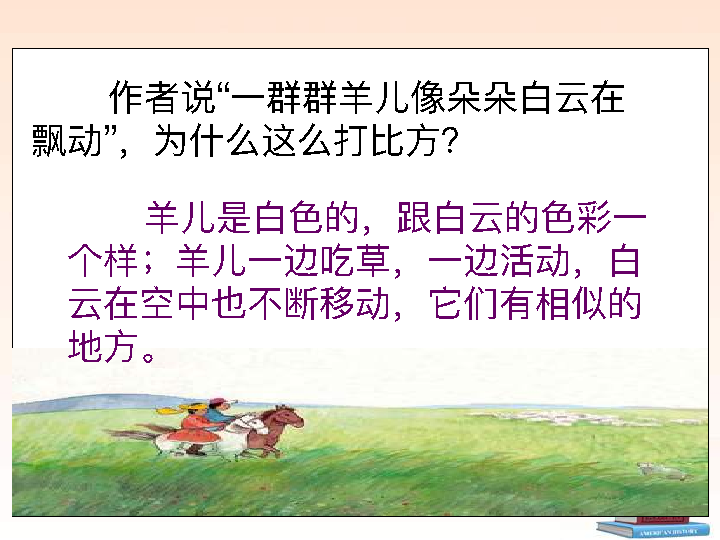 作者说“一群群羊儿像朵朵白云在
飘动”，为什么这么打比方？
羊儿是白色的，跟白云的色彩一
个样；羊儿一边吃草，一边活动，白
云在空中也不断移动，它们有相似的
地方。
AMERICAN HISTORY